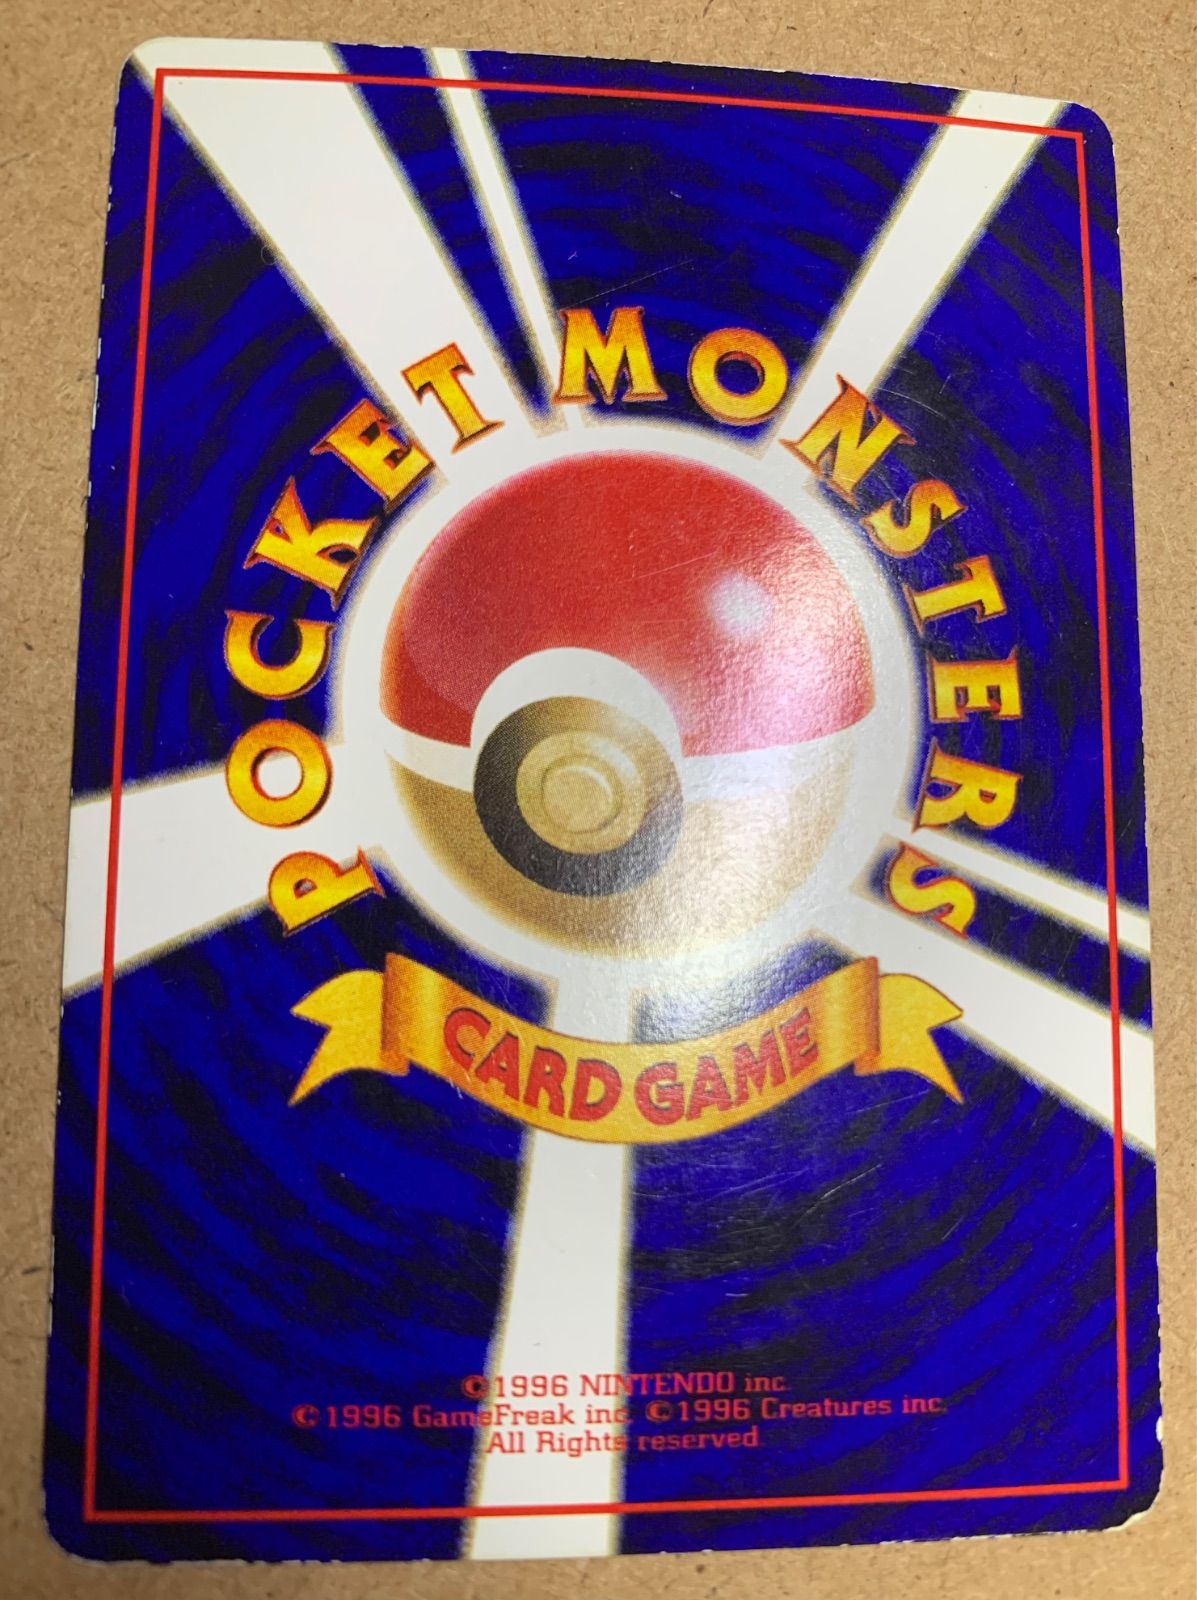 POCKET MONSTERS
CARD GAME
©1996 NINTENDO inc.
©1996 GameFreak inc. ©1996 Creatures inc.
All Rights reserved.